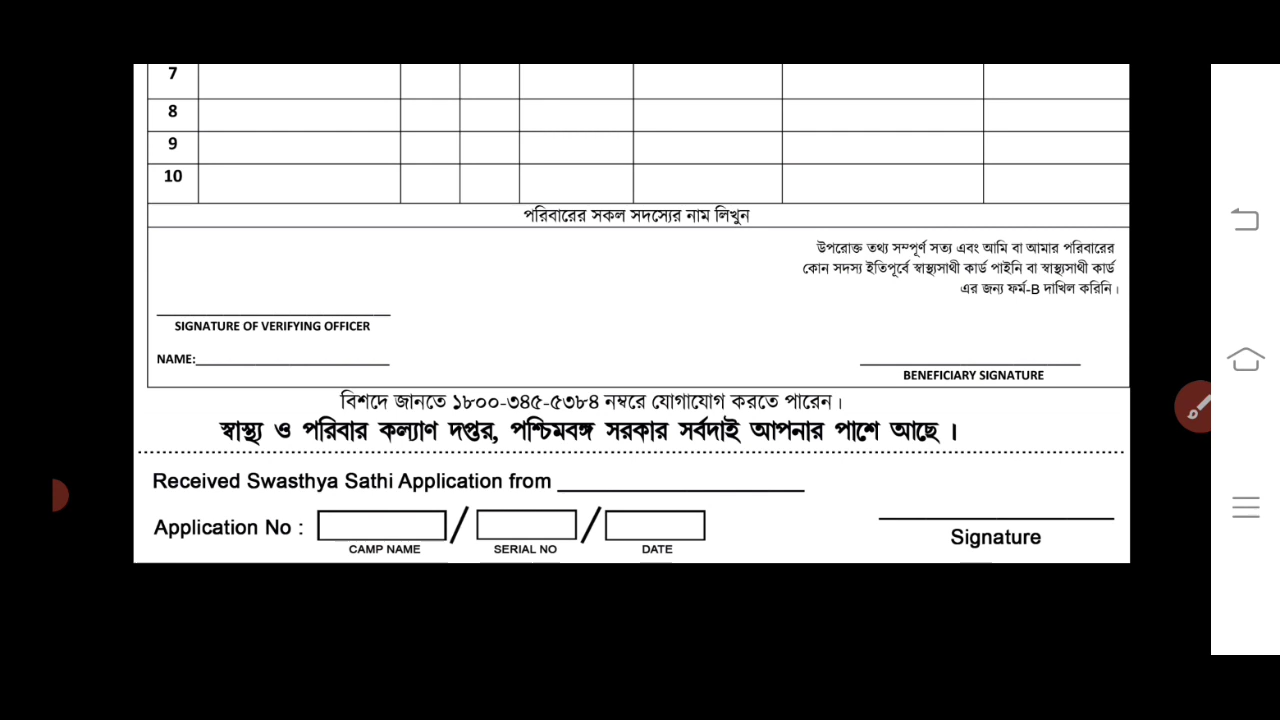 7
8
9
10
পরিবারের সকল সদস্যের নাম লিখুন
উপরোক্ত তথ্য সম্পূর্ণ সত্য এবং আমি বা আমার পরিবারের
কোন সদস্য ইতিপূর্বে স্বাস্থ্যসাথী কার্ড পাইনি বা স্বাস্থ্যসাথী কার্ড
এর জন্য ফর্ম-B দাখিল করিনি।
SIGNATURE OF VERIFYING OFFICER
NAME:
BENEFICIARY SIGNATURE
বিশদে জানতে ১৮০০-৩৪৫-৫৩৮৪ নম্বরে যোগাযোগ করতে পারেন।
স্বাস্থ্য ও পরিবার কল্যাণ দপ্তর, পশ্চিমবঙ্গ সরকার সর্বদাই আপনার পাশে আছে।
Received Swasthya Sathi Application from
Application No : / /
CAMP NAME SERIAL NO DATE
Signature